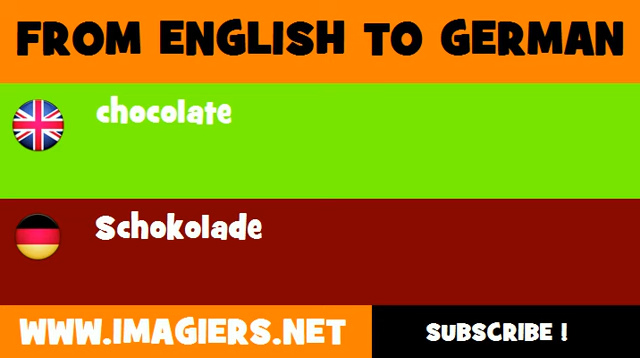 FROM ENGLISH TO GERMAN
chocolate
Schokolade
WWW.IMAGIERS.NET
SUBSCRIBE !